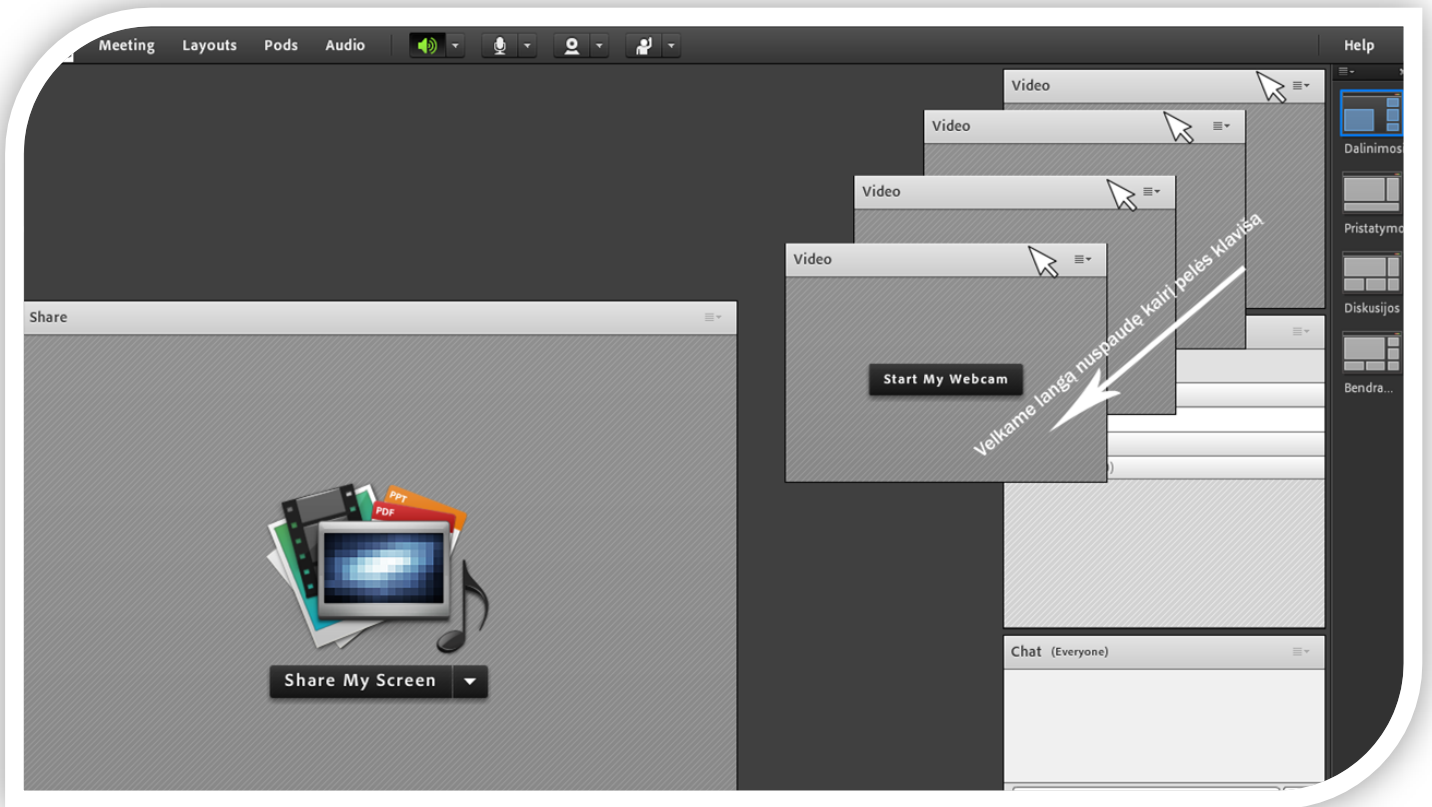 Meeting Layouts Pods Audio Help
Video
Video
Video
Video
Velkame langą nuspaudę kairį pelės klavišą
Start My Webcam
Share
PPT
PDF
Share My Screen
Chat (Everyone)
Dalinimosi
Pristatymo
Diskusijos
Bendra...